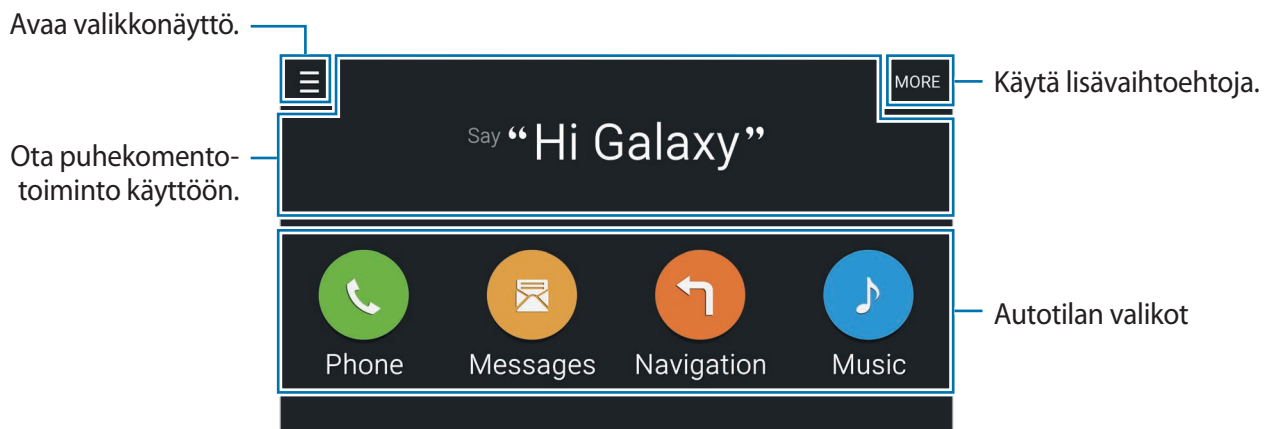 Avaa valikkonäyttö.
MORE
Käytä lisävaihtoehtoja.
Say “Hi Galaxy”
Ota puhekomento-
toiminto käyttöön.
Phone
Messages
Navigation
Music
Autotilan valikot